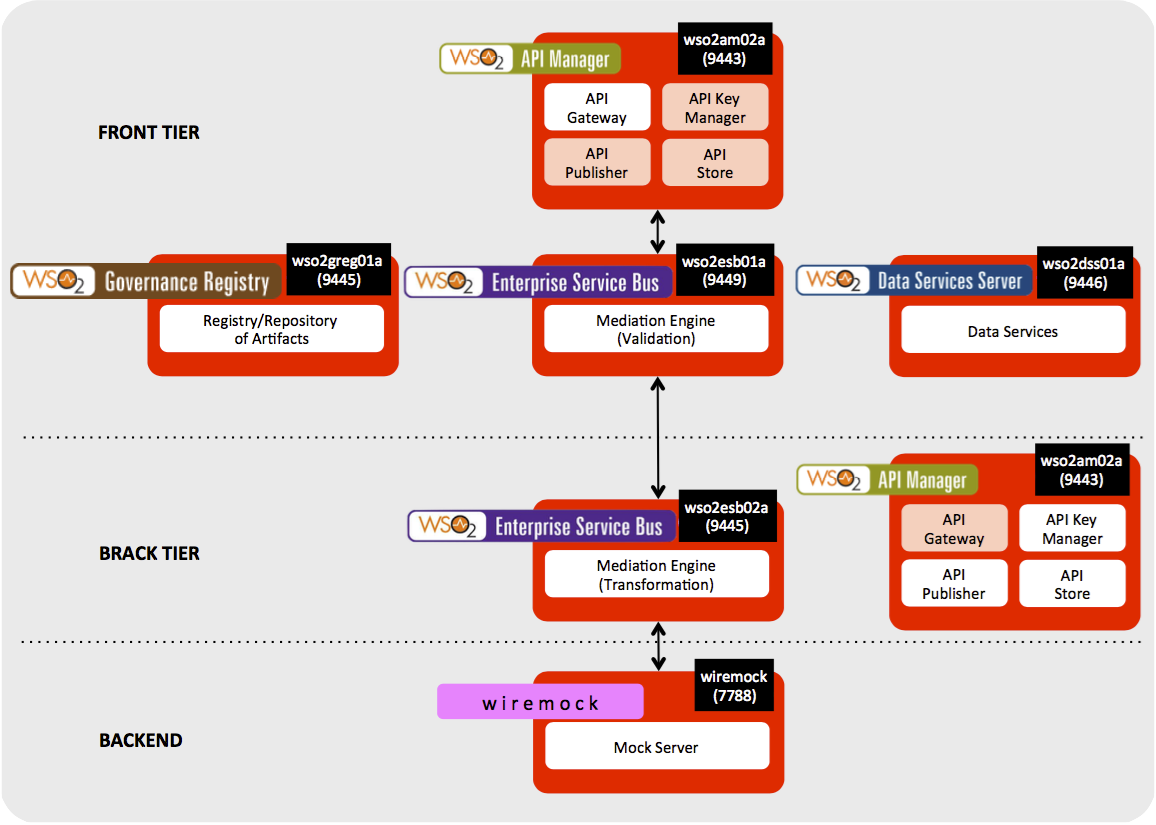 WSO2 API Manager
wso2am02a
(9443)
API
Gateway
API Key
Manager
API
Publisher
API
Store
FRONT TIER
WSO2 Governance Registry
wso2greg01a
(9445)
Registry/Repository
of Artifacts
WSO2 Enterprise Service Bus
wso2esb01a
(9449)
Mediation Engine
(Validation)
WSO2 Data Services Server
wso2dss01a
(9446)
Data Services
WSO2 API Manager
wso2am02a
(9443)
API
Gateway
API Key
Manager
API
Publisher
API
Store
BRACK TIER
WSO2 Enterprise Service Bus
wso2esb02a
(9445)
Mediation Engine
(Transformation)
BACKEND
wiremock
wiremock
(7788)
Mock Server